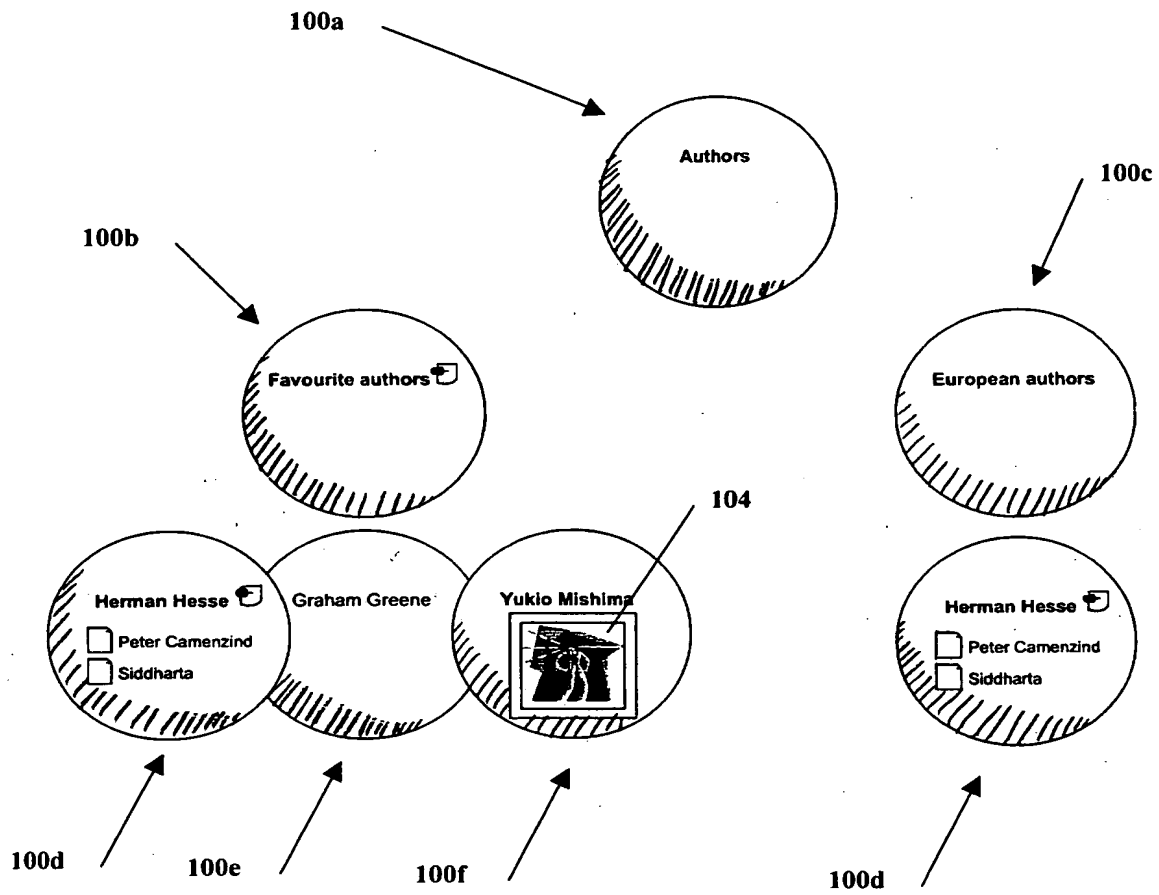 100a
Authors
100c
100b
Favourite authors
European authors
104
Herman Hesse
Peter Camenzind
Siddharta
Graham Greene
Yukio Mishima
Herman Hesse
Peter Camenzind
Siddharta
100d
100e
100f
100d